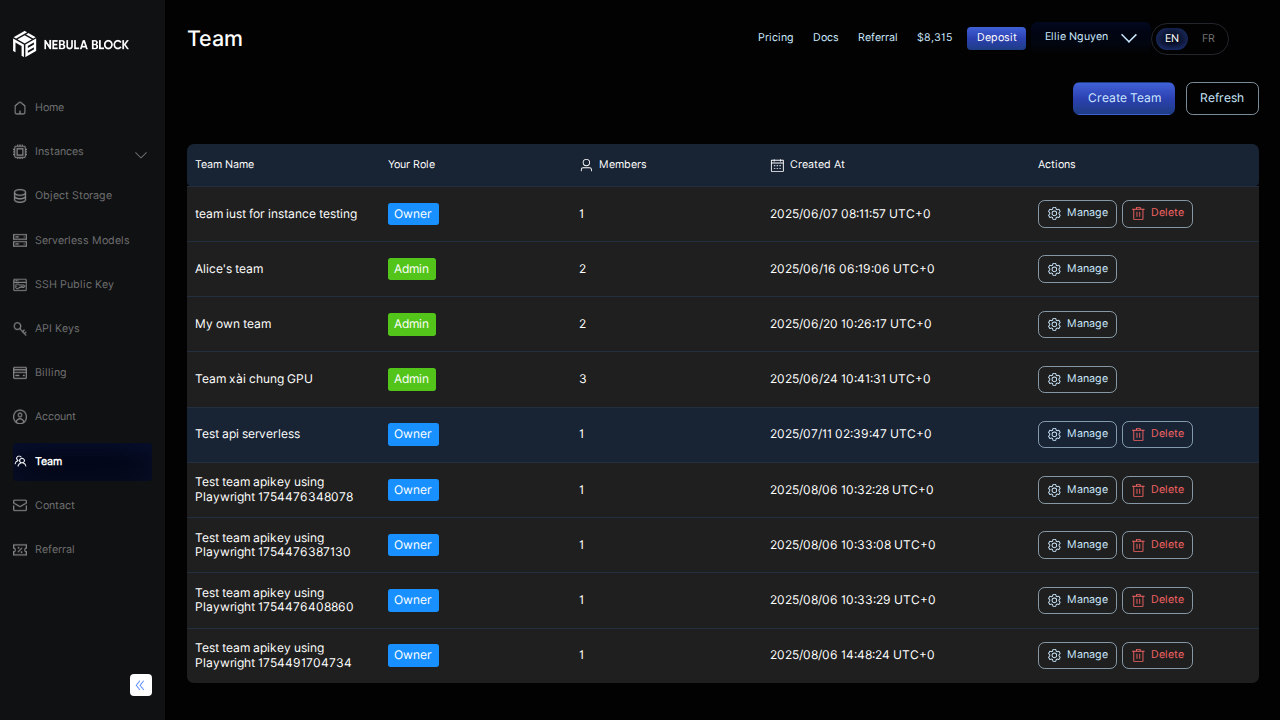 NEBULA BLOCK
Team
Pricing
Docs
Referral
$8,315
Deposit
Ellie Nguyen
EN
FR
Home
Instances
Object Storage
Serverless Models
SSH Public Key
API Keys
Billing
Account
Team
Contact
Referral
Create Team
Refresh
Team Name Your Role Members Created At Actions
team iust for instance testing Owner 1 2025/06/07 08:11:57 UTC+0 Manage Delete
Alice's team Admin 2 2025/06/16 06:19:06 UTC+0 Manage
My own team Admin 2 2025/06/20 10:26:17 UTC+0 Manage
Team xài chung GPU Admin 3 2025/06/24 10:41:31 UTC+0 Manage
Test api serverless Owner 1 2025/07/11 02:39:47 UTC+0 Manage Delete
Test team apikey using
Playwright 1754476348078 Owner 1 2025/08/06 10:32:28 UTC+0 Manage Delete
Test team apikey using
Playwright 1754476387130 Owner 1 2025/08/06 10:33:08 UTC+0 Manage Delete
Test team apikey using
Playwright 1754476408860 Owner 1 2025/08/06 10:33:29 UTC+0 Manage Delete
Test team apikey using
Playwright 1754491704734 Owner 1 2025/08/06 14:48:24 UTC+0 Manage Delete